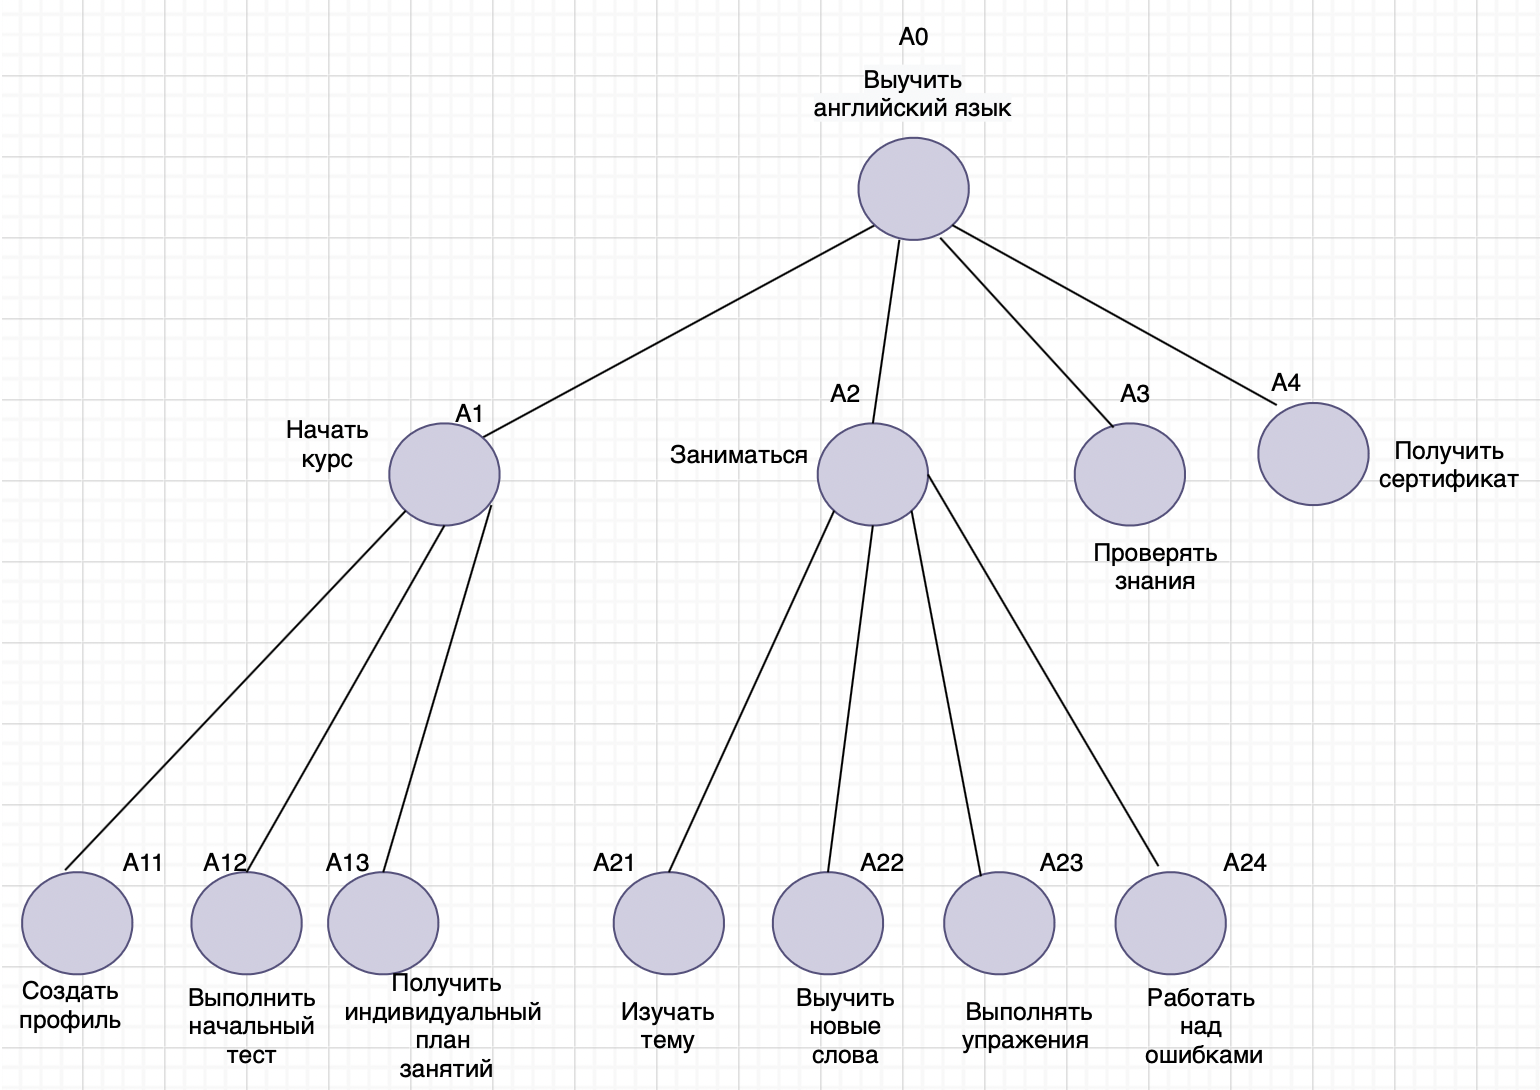 A0
Выучить
английский язык
A1
Начать
курс
A2
Заниматься
A3
Проверять
знания
A4
Получить
сертификат
A11
Создать
профиль
A12
Выполнить
начальный
тест
A13
Получить
индивидуальный
план
занятий
A21
Изучать
тему
A22
Выучить
новые
слова
A23
Выполнять
упражения
A24
Работать
над
ошибками